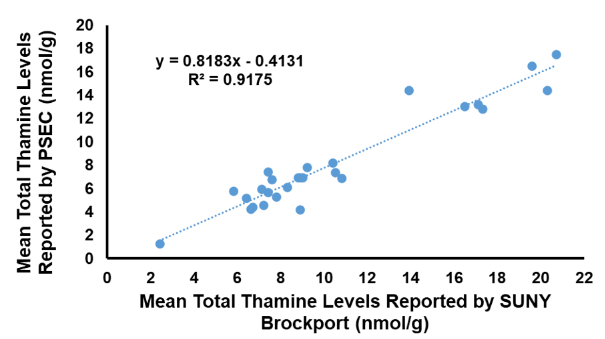 Mean Total Thamine Levels
Reported by PSEC (nmol/g)
20
18
16
14
12
10
8
6
4
2
0
y = 0.8183x - 0.4131
R² = 0.9175
0 2 4 6 8 10 12 14 16 18 20 22
Mean Total Thamine Levels Reported by SUNY
Brockport (nmol/g)